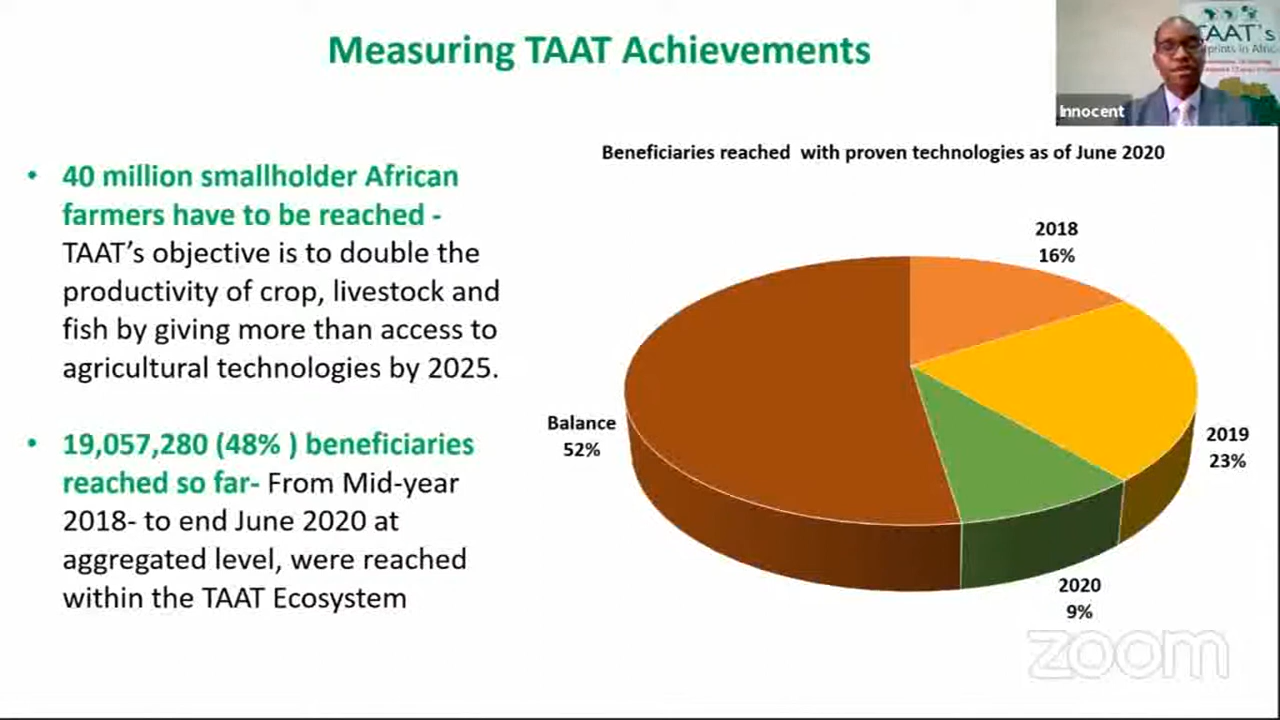 Measuring TAAT Achievements
TAAT's
prints in Afric
Innocent
• 40 million smallholder African
farmers have to be reached -
TAAT's objective is to double the
productivity of crop, livestock and
fish by giving more than access to
agricultural technologies by 2025.
• 19,057,280 (48% ) beneficiaries
reached so far- From Mid-year
2018- to end June 2020 at
aggregated level, were reached
within the TAAT Ecosystem
Beneficiaries reached with proven technologies as of June 2020
2018
16%
2019
23%
2020
9%
Balance
52%
zoom